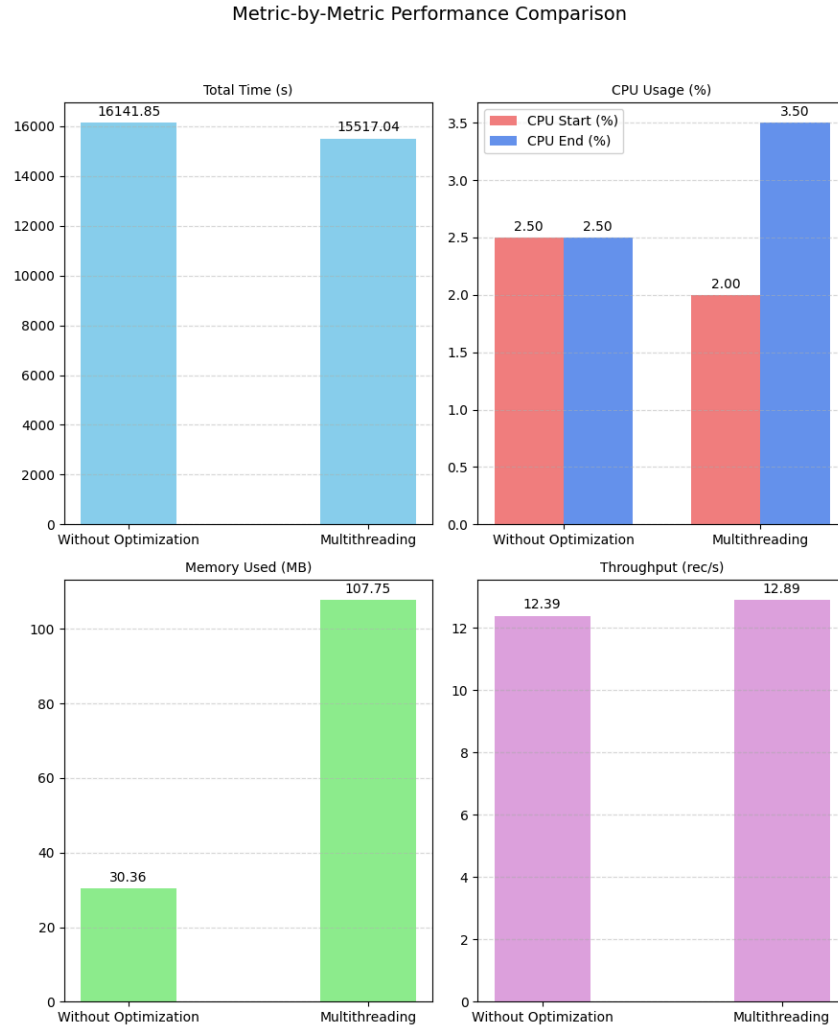 Metric-by-Metric Performance Comparison
Total Time (s)
16141.85
15517.04
16000
14000
12000
10000
8000
6000
4000
2000
0
Without Optimization
Multithreading
CPU Usage (%)
CPU Start (%)
CPU End (%)
3.50
2.50
2.50
2.00
3.5
3.0
2.5
2.0
1.5
1.0
0.5
0.0
Without Optimization
Multithreading
Memory Used (MB)
107.75
30.36
100
80
60
40
20
0
Without Optimization
Multithreading
Throughput (rec/s)
12.39
12.89
12
10
8
6
4
2
0
Without Optimization
Multithreading